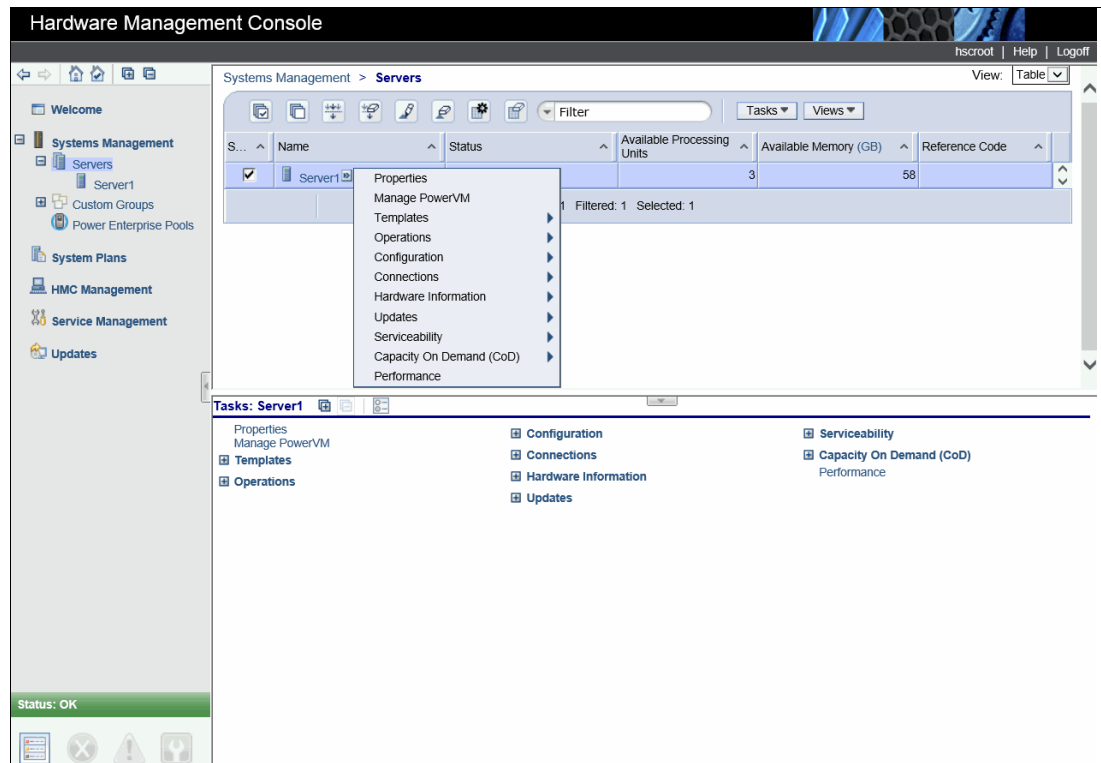 Hardware Management Console
hscroot | Help | Logoff
Systems Management > Servers
View: Table
Welcome
Systems Management
Servers
Server1
Custom Groups
Power Enterprise Pools
System Plans
HMC Management
Service Management
Updates
Filter
Tasks
Views
S... Name Status Available Processing Units Available Memory (GB) Reference Code
Server1 3 58
1 Filtered: 1 Selected: 1
Properties
Manage PowerVM
Templates
Operations
Configuration
Connections
Hardware Information
Updates
Serviceability
Capacity On Demand (CoD)
Performance
Tasks: Server1
Properties
Manage PowerVM
Templates
Operations
Configuration
Connections
Hardware Information
Updates
Serviceability
Capacity On Demand (CoD)
Performance
Status: OK